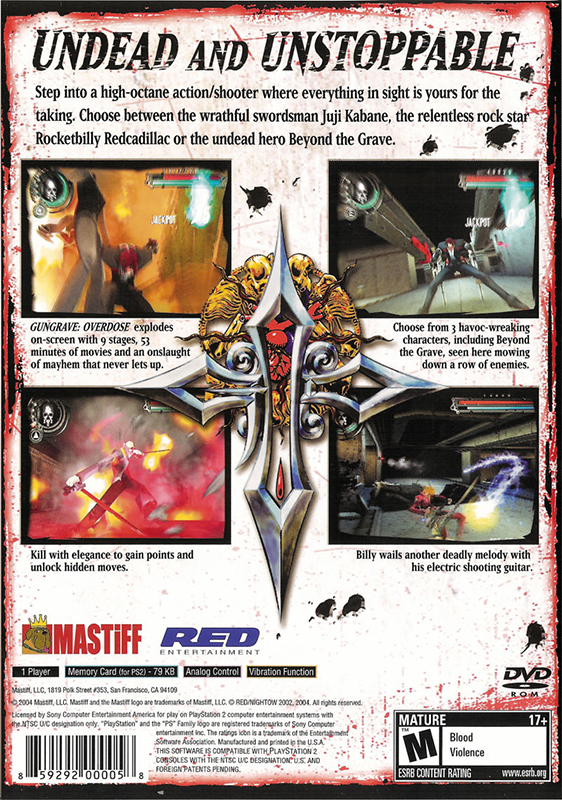 UNDEAD AND UNSTOPPABLE
Step into a high-octane action/shooter where everything in sight is yours for the
taking. Choose between the wrathful swordsman Juji Kabane, the relentless rock star
Rocketbilly Redcadillac or the undead hero Beyond the Grave.
JACKPOT
JACKPOT
GUNGRAVE: OVERDOSE explodes
on-screen with 9 stages, 53
minutes of movies and an onslaught
of mayhem that never lets up.
Choose from 3 havoc-wreaking
characters, including Beyond
the Grave, seen here mowing
down a row of enemies.
Kill with elegance to gain points and
unlock hidden moves.
Billy wails another deadly melody with
his electric shooting guitar.
MASTiFF
RED
ENTERTAINMENT
1 Player
Memory Card (for PS2) - 79 KB
Analog Control
Vibration Function
DVD
ROM
Mastiff, LLC, 1819 Polk Street #353, San Francisco, CA 94109
© 2004 Mastiff, LLC. Mastiff and the Mastiff logo are trademarks of Mastiff, LLC. © RED/NIGHTOW 2002, 2004. All rights reserved.
Licensed by Sony Computer Entertainment America for play on PlayStation 2 computer entertainment systems with
the NTSC U/C designation only. "PlayStation" and the "PS" Family logo are registered trademarks of Sony Computer
entertainment Inc. The ratings icon is a trademark of the Entertainment
Software Association. Manufactured and printed in the U.S.A.
THIS SOFTWARE IS COMPATIBLE WITH PLAYSTATION 2
CONSOLES WITH THE NTSC U/C DESIGNATION. U.S. AND
FOREIGN PATENTS PENDING.
8 59292 00005 8
MATURE 17+
M
Blood
Violence
ESRB CONTENT RATING www.esrb.org